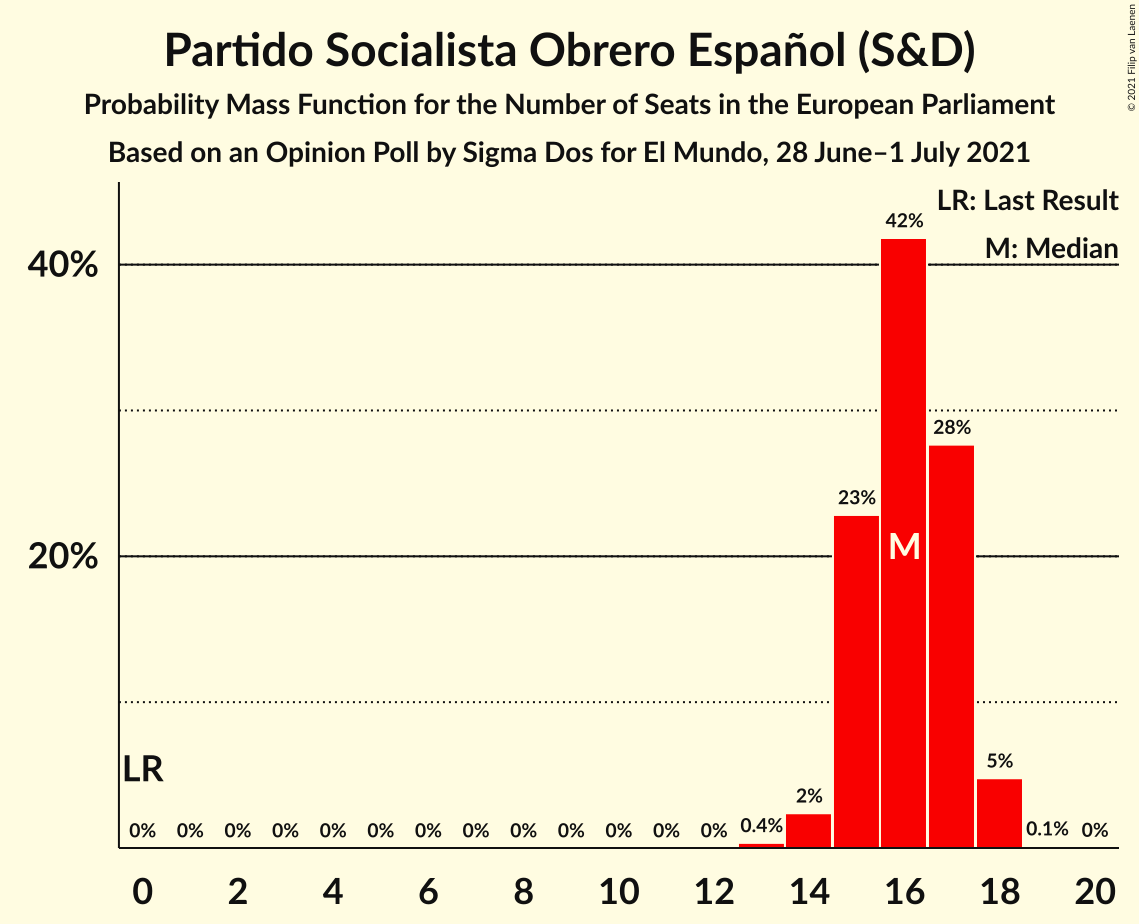 Partido Socialista Obrero Español (S&D)
Probability Mass Function for the Number of Seats in the European Parliament
Based on an Opinion Poll by Sigma Dos for El Mundo, 28 June–1 July 2021
© 2021 Filip van Laenen
LR: Last Result
M: Median
40%
20%
42%
28%
23%
M
LR
5%
2%
0% 0% 0% 0% 0% 0% 0% 0% 0% 0% 0% 0% 0% 0.4% 0.1% 0%
0 2 4 6 8 10 12 14 16 18 20